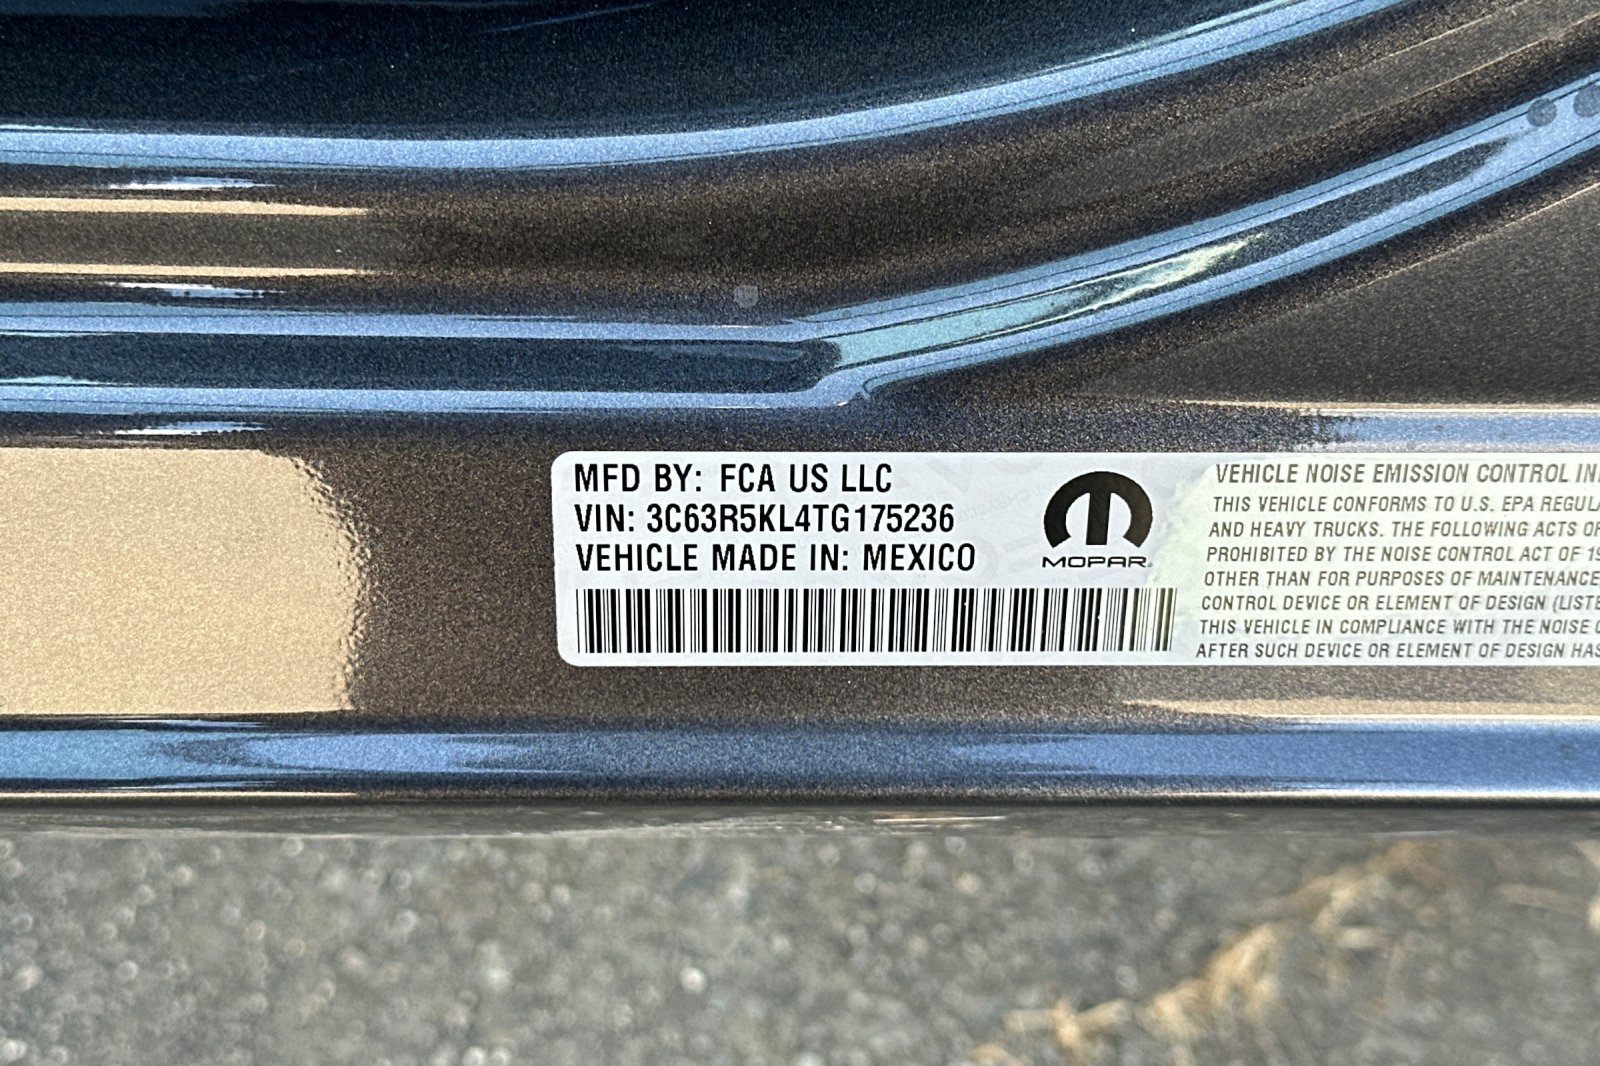 MFD BY: FCA US LLC
VIN: 3C63R5KL4TG175236
VEHICLE MADE IN: MEXICO
MOPAR
VEHICLE NOISE EMISSION CONTROL
THIS VEHICLE CONFORMS TO U.S. EPA
AND HEAVY TRUCKS. THE FOLLOWING ACTS
PROHIBITED BY THE NOISE CONTROL ACT OF
OTHER THAN FOR PURPOSES OF MAINTENANCE
CONTROL DEVICE OR ELEMENT OF DESIGN
THIS VEHICLE IN COMPLIANCE WITH THE NOISE
AFTER SUCH DEVICE OR ELEMENT OF DESIGN HAS